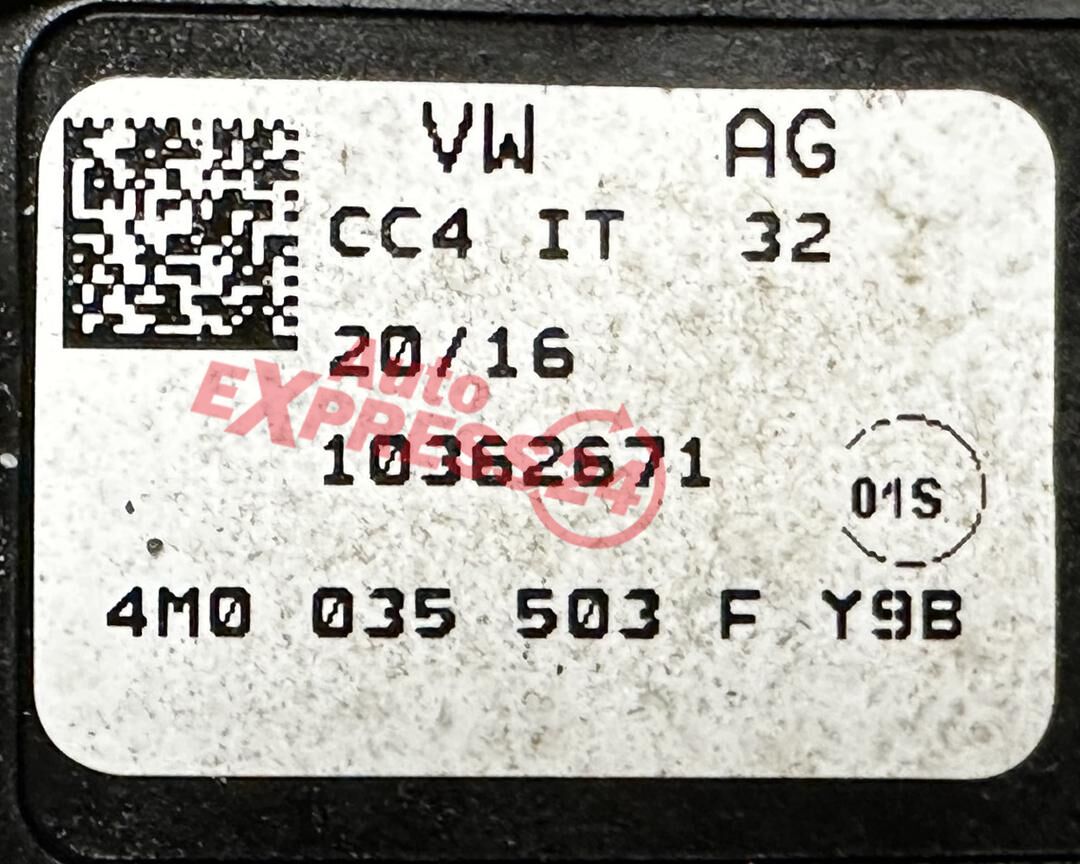 VW AG
CC4 IT 32
20/16
Auto
EXPRESS24
10362671
01S
4M0 035 503 F Y9B